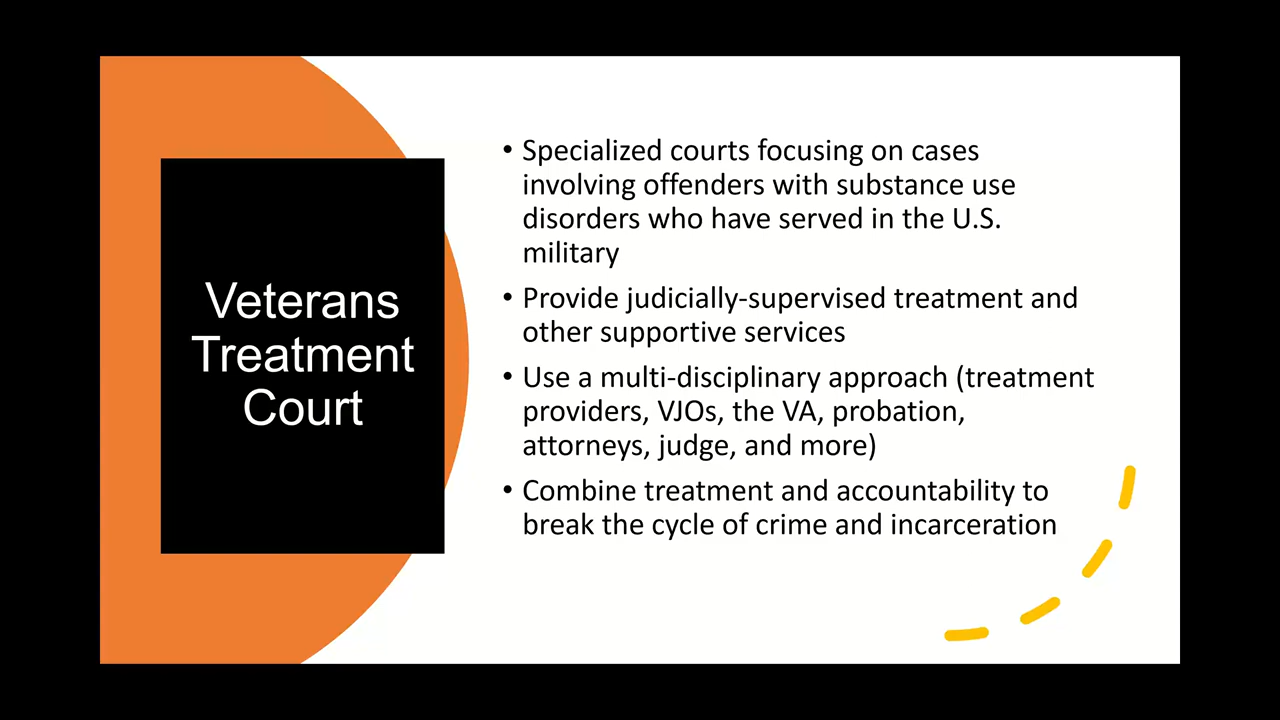 Veterans
Treatment
Court
• Specialized courts focusing on cases
involving offenders with substance use
disorders who have served in the U.S.
military
• Provide judicially-supervised treatment and
other supportive services
• Use a multi-disciplinary approach (treatment
providers, VJOs, the VA, probation,
attorneys, judge, and more)
• Combine treatment and accountability to
break the cycle of crime and incarceration